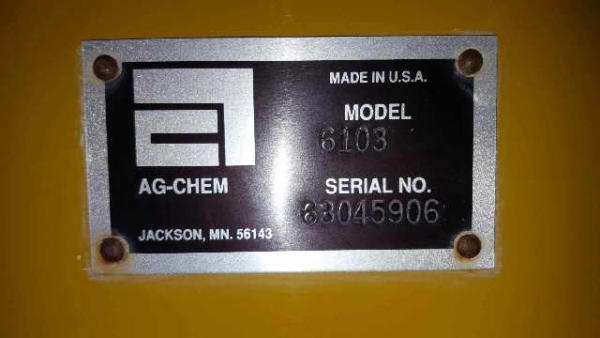 MADE IN U.S.A.
MODEL
6103
AG-CHEM
SERIAL NO.
63045906
JACKSON, MN. 56143